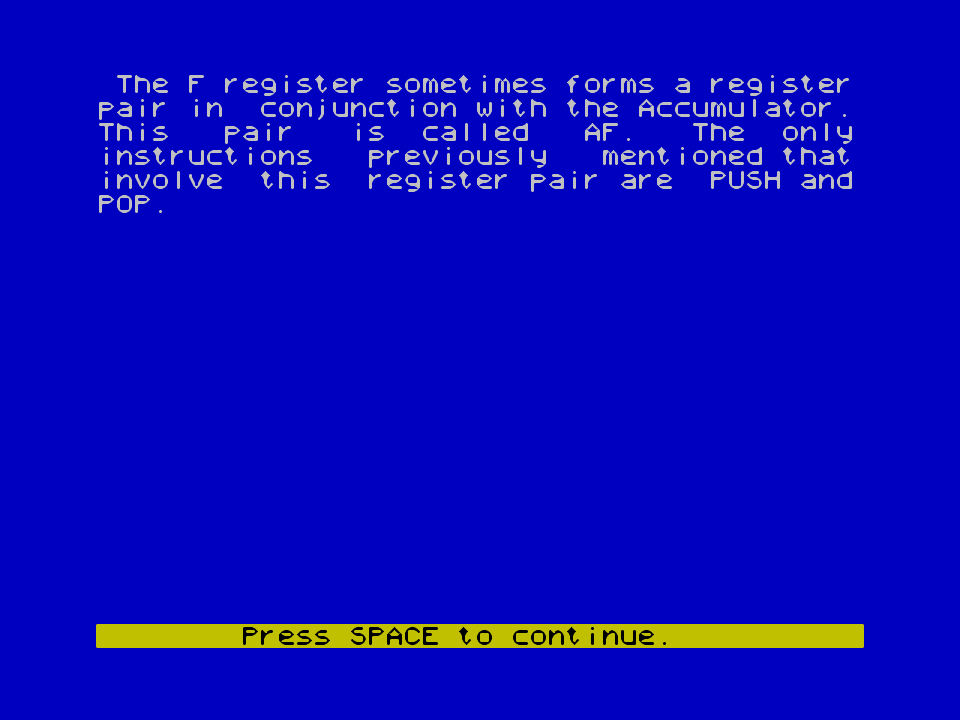 The F register sometimes forms a register
pair in conjunction with the Accumulator.
This pair is called AF. The only
instructions previously mentioned that
involve this register pair are PUSH and
POP.
Press SPACE to continue.